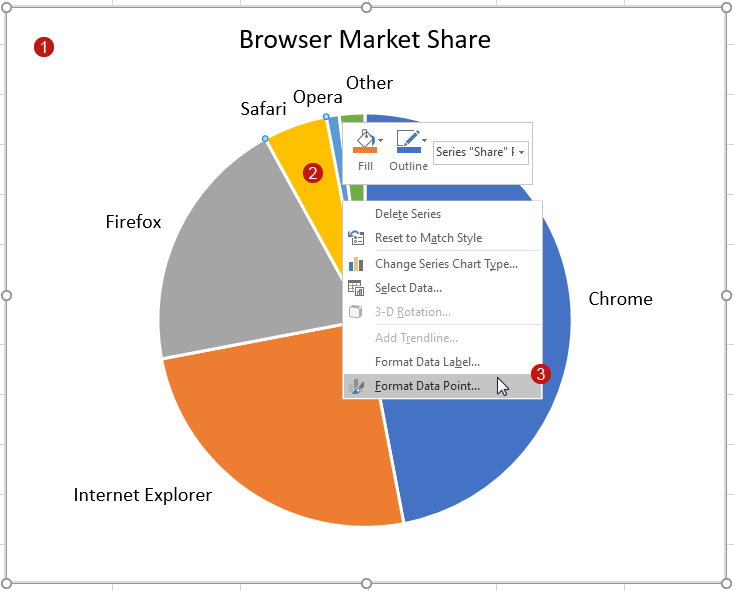 Browser Market Share
1
Other
Opera
Safari
Fill
Outline
Series "Share" F
2
Firefox
Delete Series
Reset to Match Style
Change Series Chart Type...
Select Data...
3-D Rotation...
Add Trendline...
Format Data Label...
Format Data Point...
3
Chrome
Internet Explorer